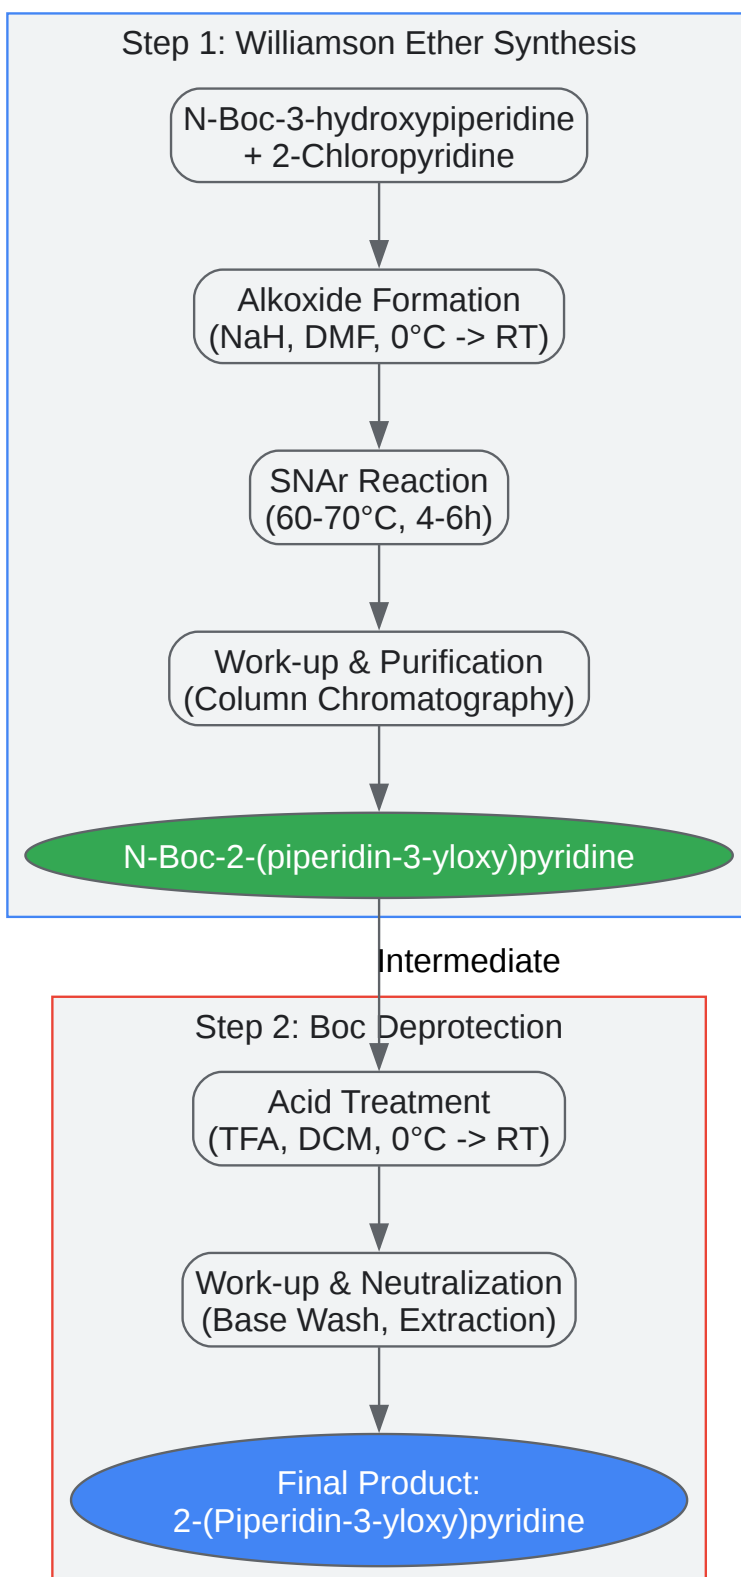 Step 1: Williamson Ether Synthesis
N-Boc-3-hydroxypiperidine
+ 2-Chloropyridine
Alkoxide Formation
(NaH, DMF, 0°C -> RT)
SNAr Reaction
(60-70°C, 4-6h)
Work-up & Purification
(Column Chromatography)
N-Boc-2-(piperidin-3-yloxy)pyridine
Intermediate
Step 2: Boc Deprotection
Acid Treatment
(TFA, DCM, 0°C -> RT)
Work-up & Neutralization
(Base Wash, Extraction)
Final Product:
2-(Piperidin-3-yloxy)pyridine